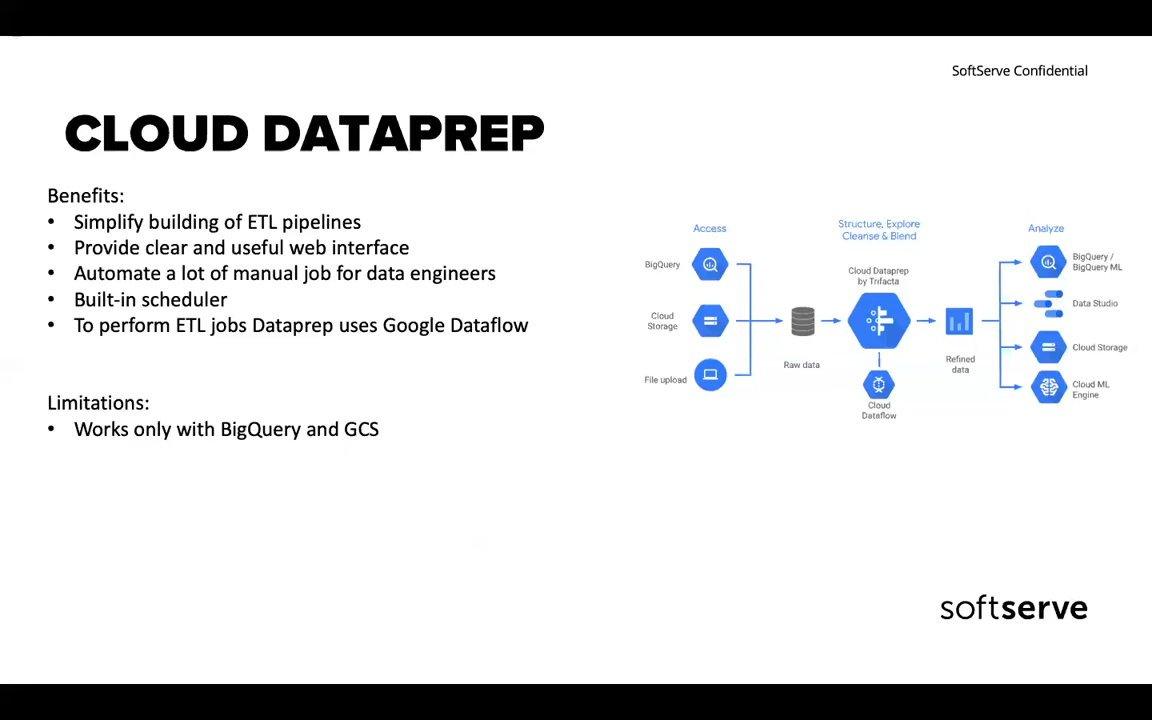 SoftServe Confidential
CLOUD DATAPREP
Benefits:
• Simplify building of ETL pipelines
• Provide clear and useful web interface
• Automate a lot of manual job for data engineers
• Built-in scheduler
• To perform ETL jobs Dataprep uses Google Dataflow
Limitations:
• Works only with BigQuery and GCS
Access
BigQuery
Cloud
Storage
File upload
Raw data
Structure, Explore
Cleanse & Blend
Cloud Dataprep
by Trifacta
Cloud
Dataflow
Refined
data
Analyze
BigQuery /
BigQuery ML
Data Studio
Cloud Storage
Cloud ML
Engine
softserve